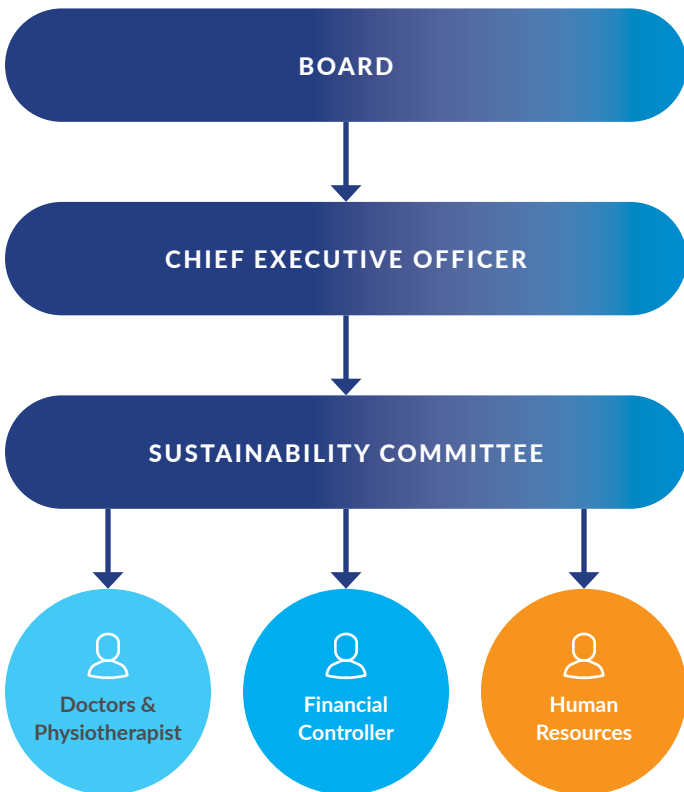 BOARD
CHIEF EXECUTIVE OFFICER
SUSTAINABILITY COMMITTEE
Doctors &
Physiotherapist
Financial
Controller
Human
Resources